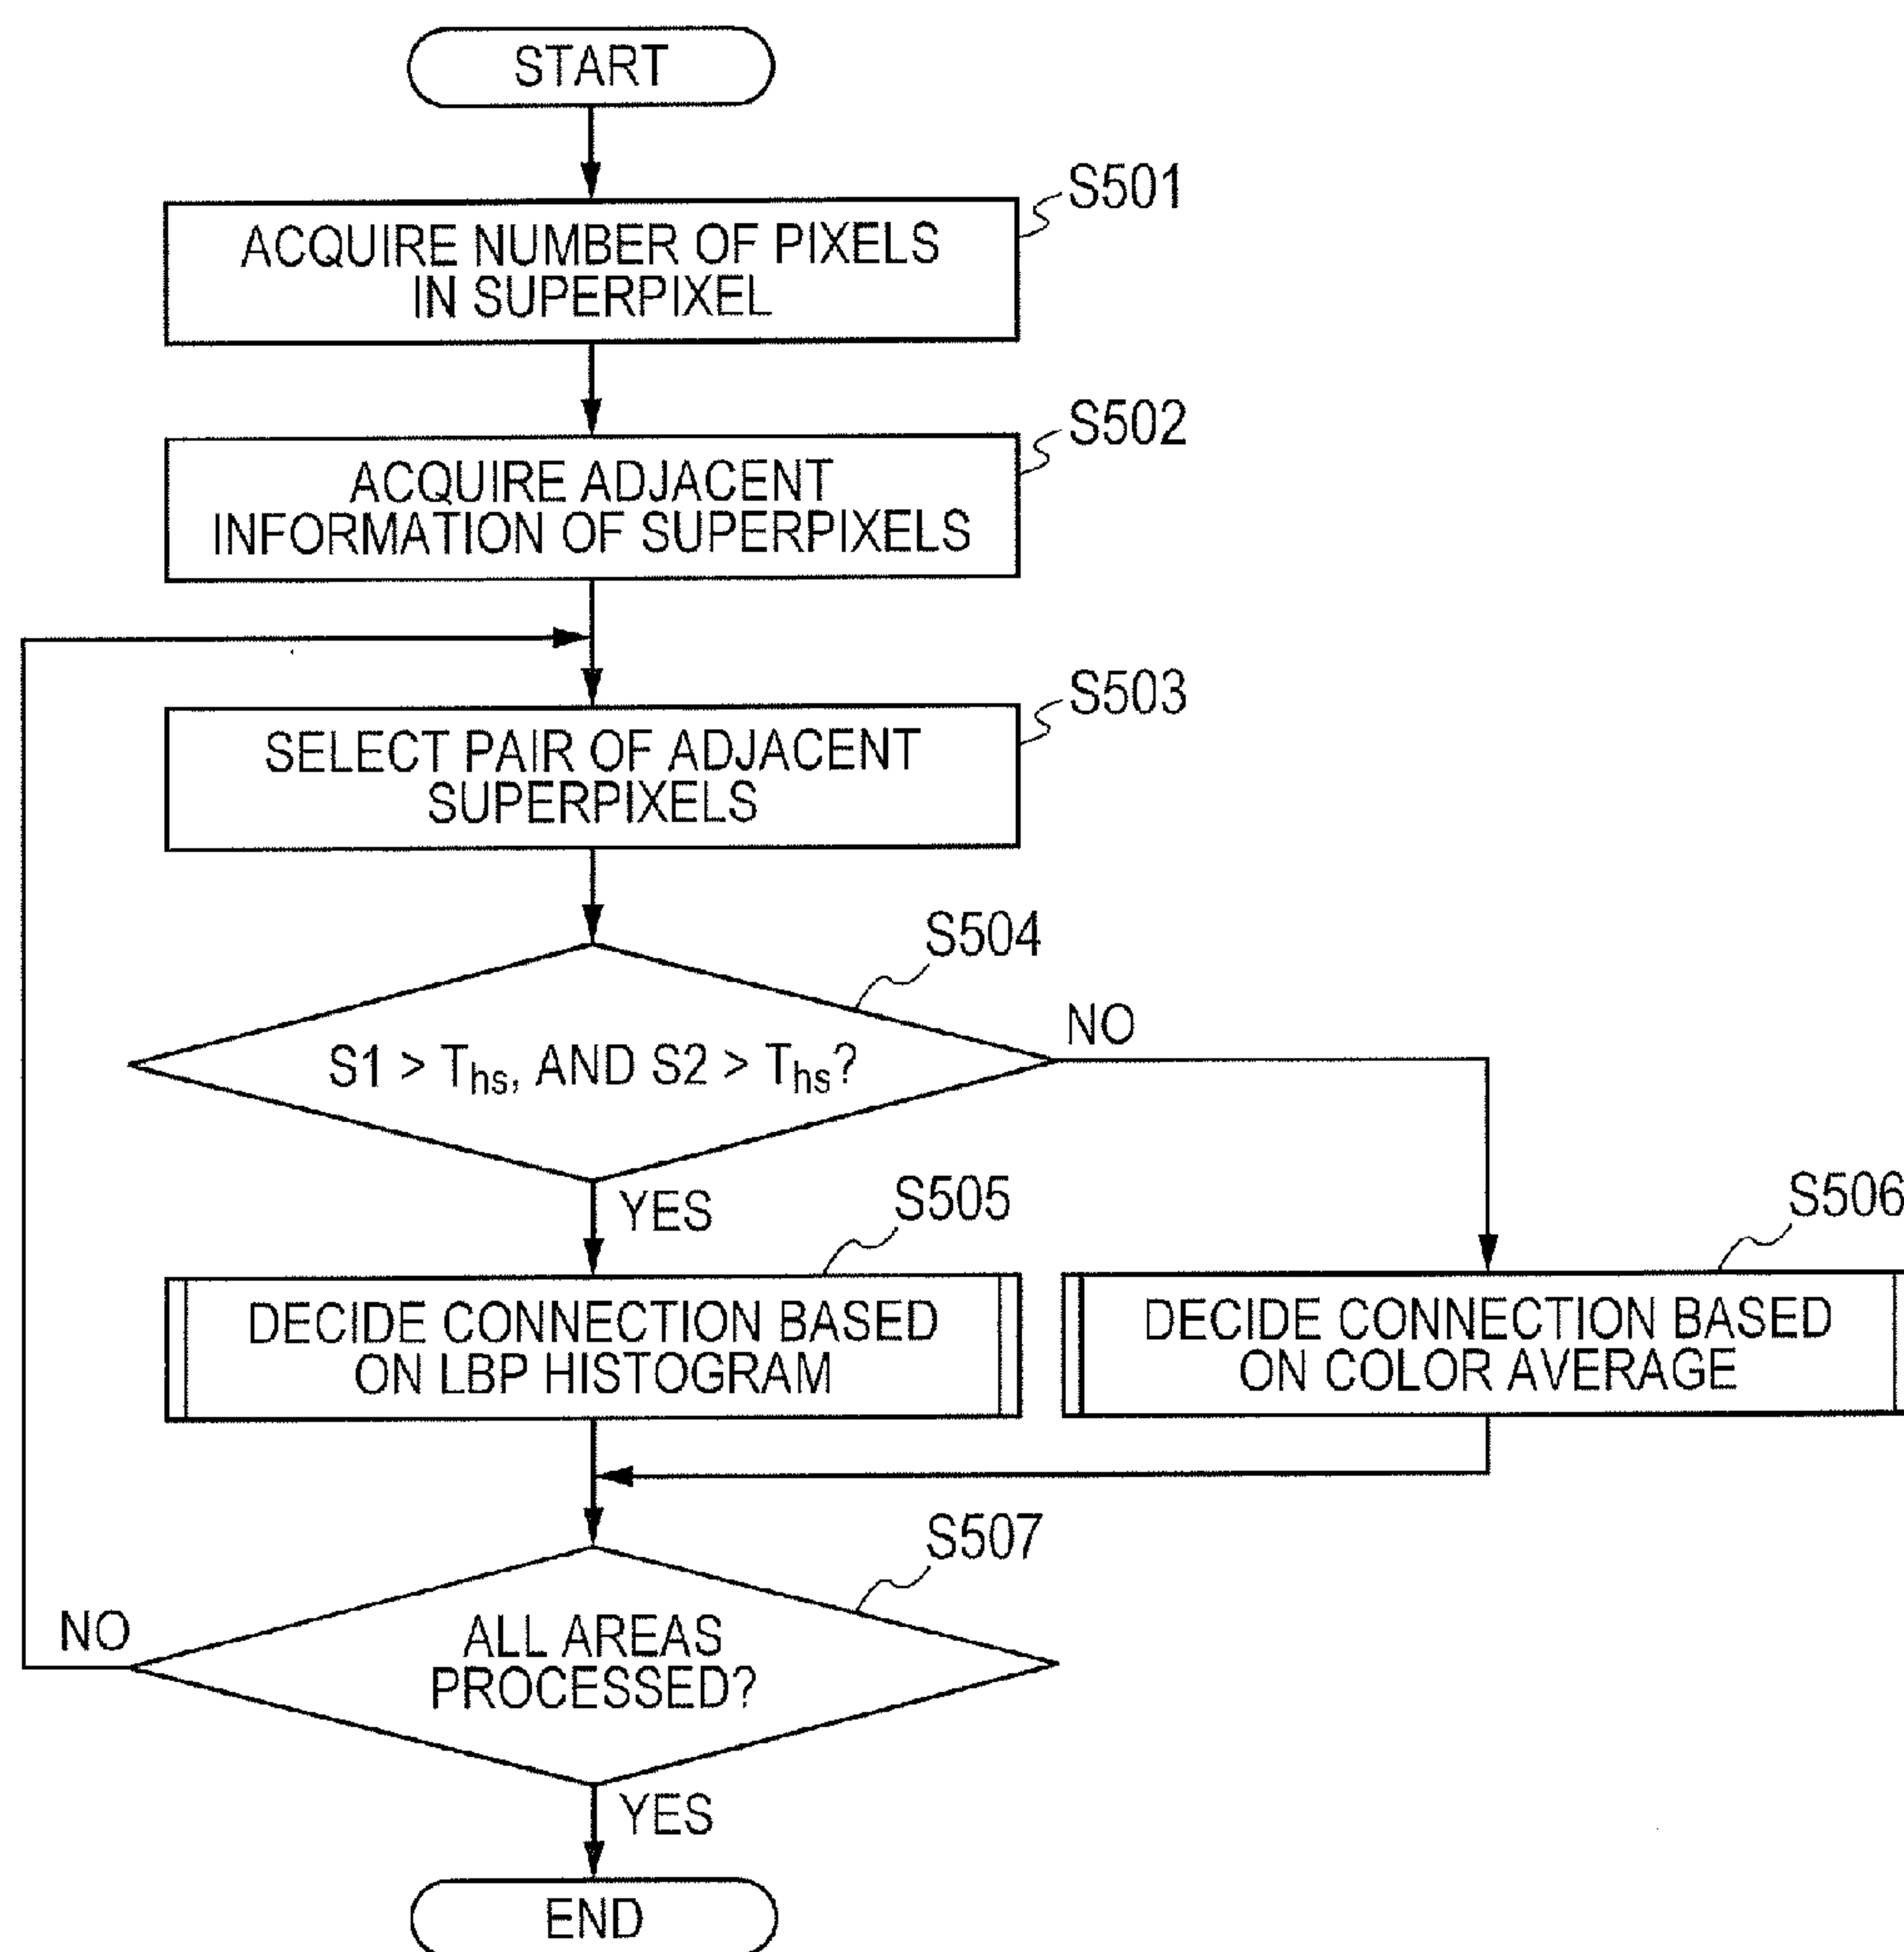 START
S501
ACQUIRE NUMBER OF PIXELS
IN SUPERPIXEL
S502
ACQUIRE ADJACENT
INFORMATION OF SUPERPIXELS
S503
SELECT PAIR OF ADJACENT
SUPERPIXELS
S504
S1 > Ths, AND S2 > Ths?
NO
YES
S505
DECIDE CONNECTION BASED
ON LBP HISTOGRAM
S506
DECIDE CONNECTION BASED
ON COLOR AVERAGE
S507
ALL AREAS
PROCESSED?
NO
YES
END